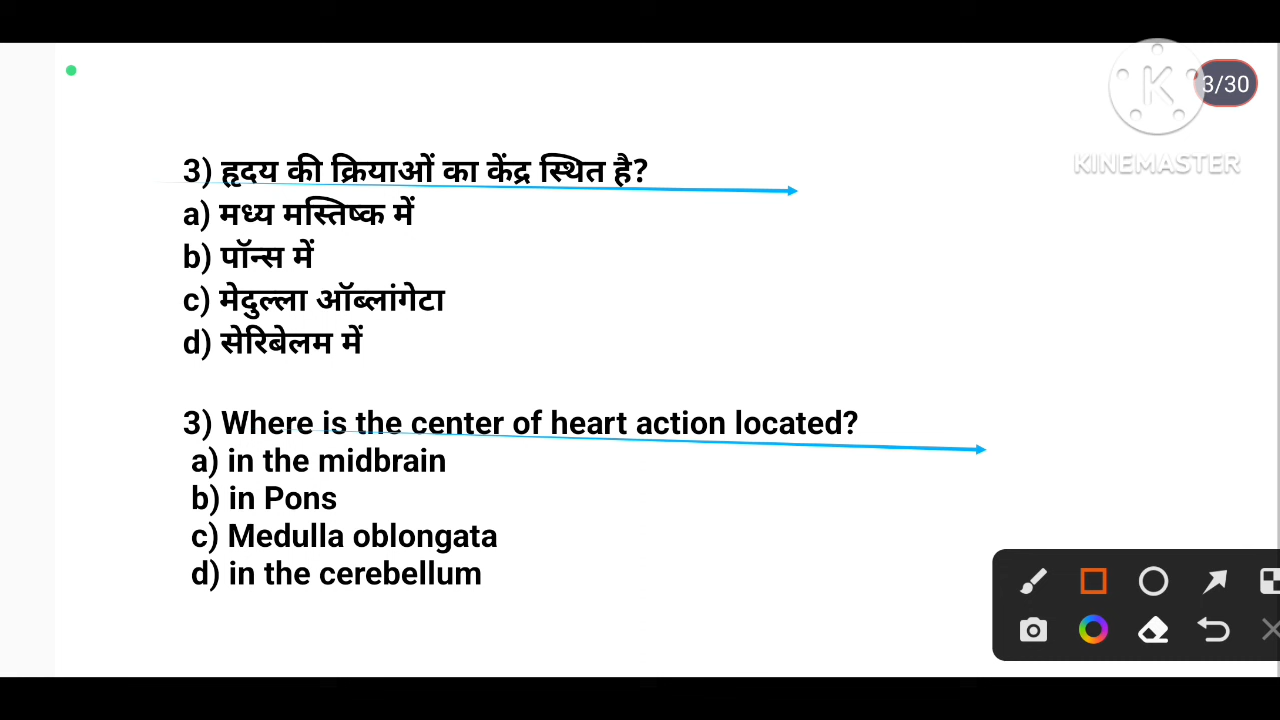 3/30
KINEMASTER
3) हृदय की क्रियाओं का केंद्र स्थित है?
a) मध्य मस्तिष्क में
b) पॉन्स में
c) मेदुल्ला ऑब्लांगेटा
d) सेरिबेलम में
3) Where is the center of heart action located?
a) in the midbrain
b) in Pons
c) Medulla oblongata
d) in the cerebellum